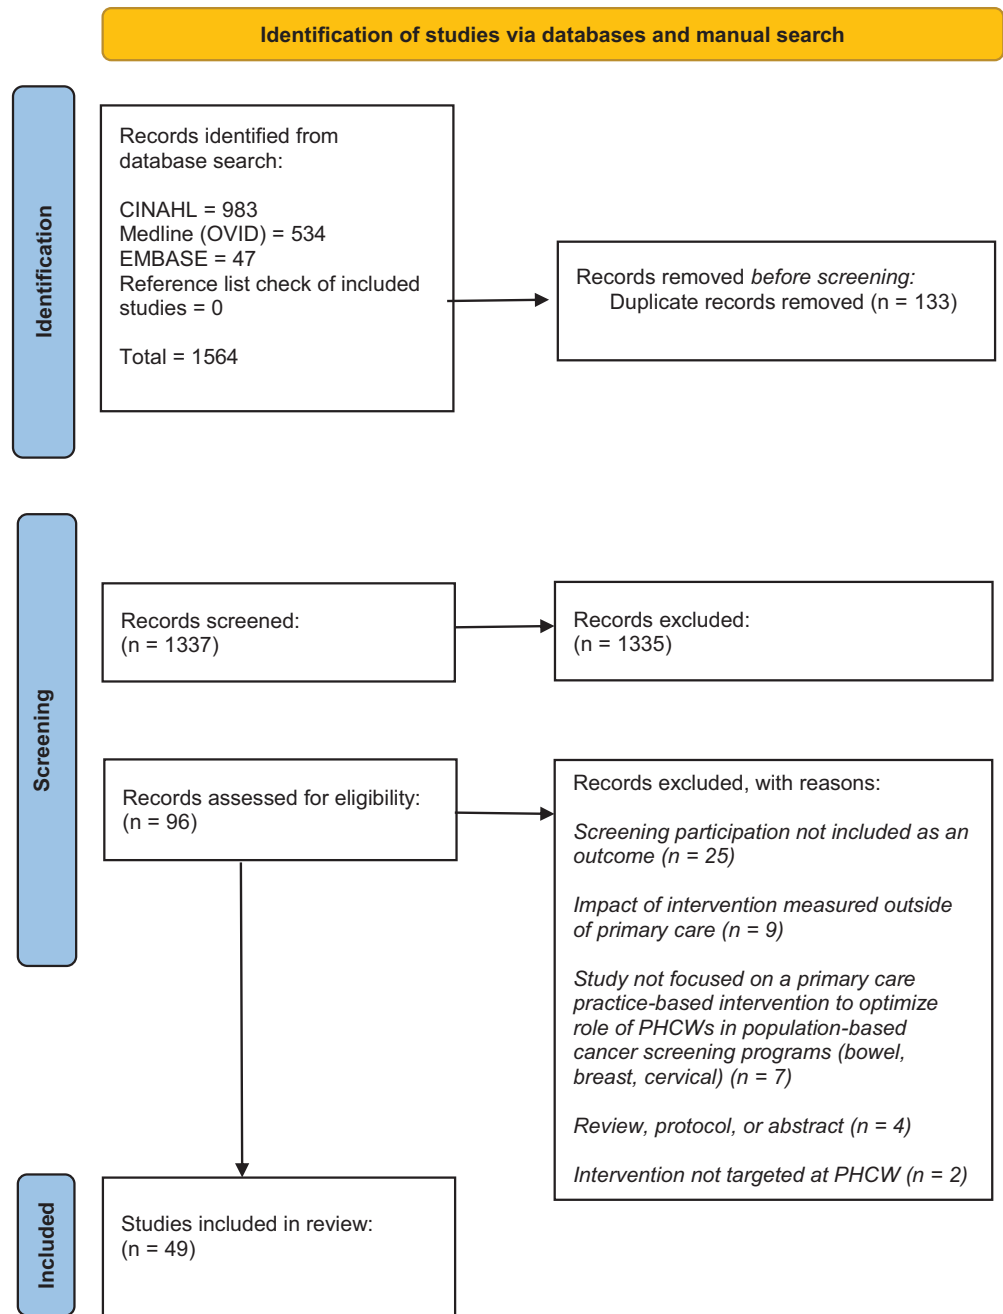 Identification of studies via databases and manual search
Identification
Records identified from
database search:
CINAHL = 983
Medline (OVID) = 534
EMBASE = 47
Reference list check of included
studies = 0
Total = 1564
Records removed before screening:
Duplicate records removed (n = 133)
Screening
Records screened:
(n = 1337)
Records excluded:
(n = 1335)
Records assessed for eligibility:
(n = 96)
Records excluded, with reasons:
Screening participation not included as an
outcome (n = 25)
Impact of intervention measured outside
of primary care (n = 9)
Study not focused on a primary care
practice-based intervention to optimize
role of PHCWs in population-based
cancer screening programs (bowel,
breast, cervical) (n = 7)
Review, protocol, or abstract (n = 4)
Intervention not targeted at PHCW (n = 2)
Included
Studies included in review:
(n = 49)